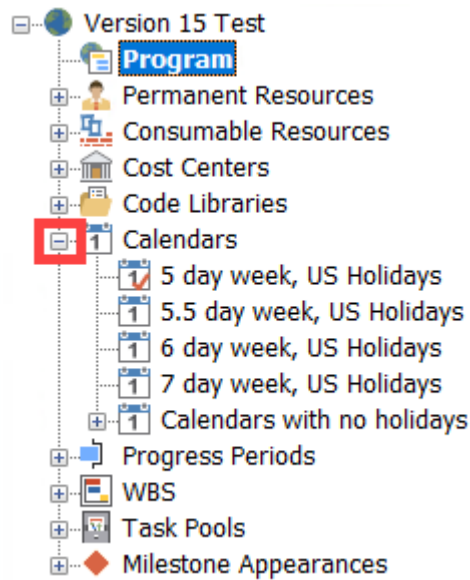 Version 15 Test
Program
Permanent Resources
Consumable Resources
Cost Centers
Code Libraries
Calendars
5 day week, US Holidays
5.5 day week, US Holidays
6 day week, US Holidays
7 day week, US Holidays
Calendars with no holidays
Progress Periods
WBS
Task Pools
Milestone Appearances